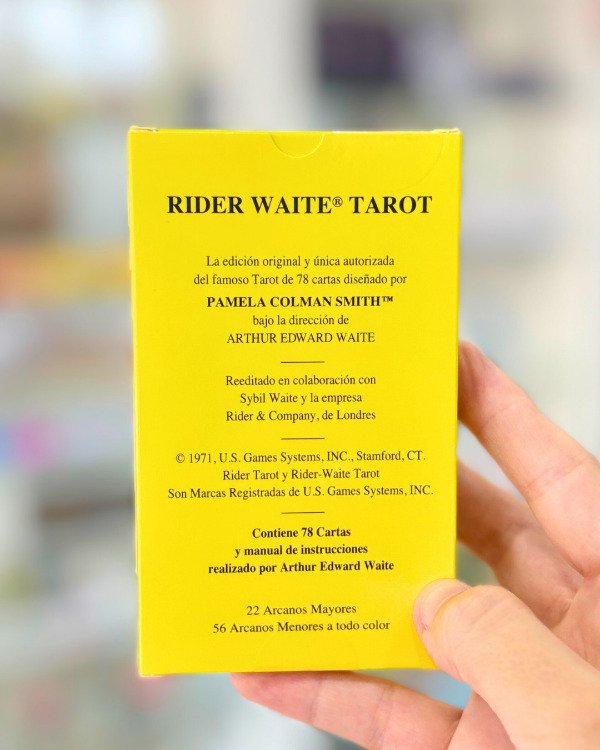 RIDER WAITE® TAROT
La edición original y única autorizada
del famoso Tarot de 78 cartas diseñado por
PAMELA COLMAN SMITH™
bajo la dirección de
ARTHUR EDWARD WAITE
Reeditado en colaboración con
Sybil Waite y la empresa
Rider & Company, de Londres
© 1971, U.S. Games Systems, INC., Stamford, CT.
Rider Tarot y Rider-Waite Tarot
Son Marcas Registradas de U.S. Games Systems, INC.
Contiene 78 Cartas
y manual de instrucciones
realizado por Arthur Edward Waite
22 Arcanos Mayores
56 Arcanos Menores a todo color